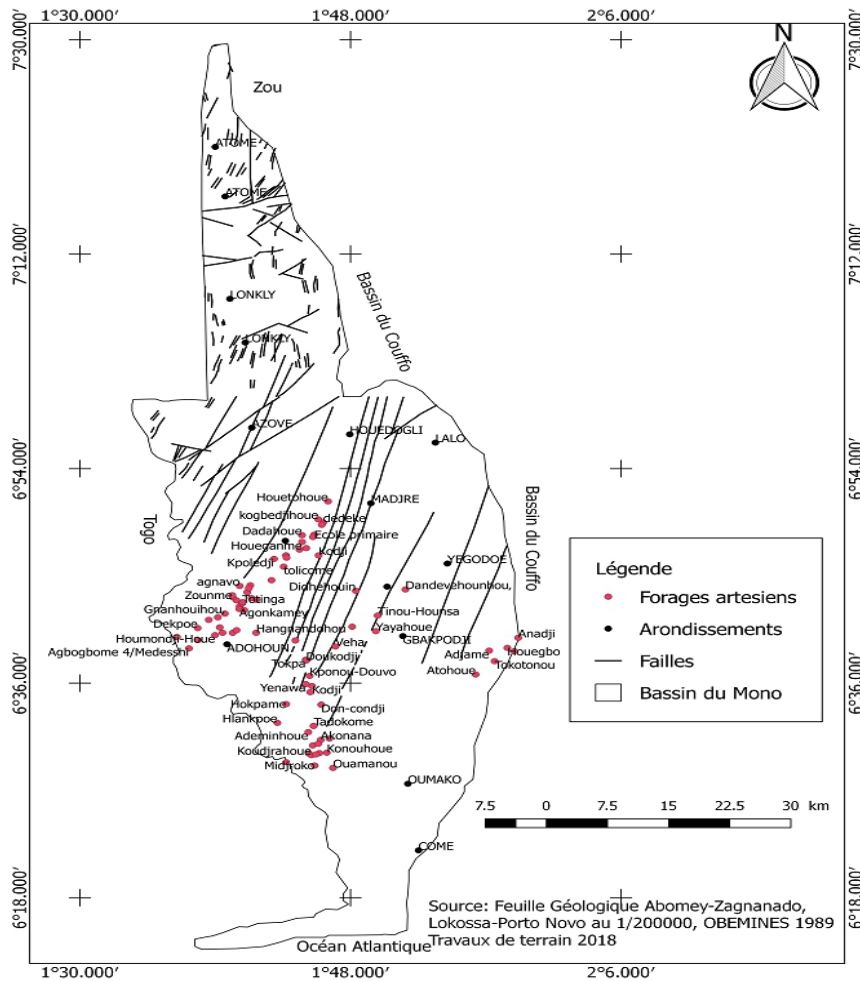 1°30.000′
1°48.000′
2°6.000′
7°30.000′
7°30.000′
N
Zou
ATOME
ATOME
7°12.000′
7°12.000′
LONKLY
Bassin du Couffo
LONKLY
AZOVE
HOUEDOGLI
LALO
6°54.000′
6°54.000′
Houetohoue
MADJRE
kogbedjihoue
dedeke
Togo
Bassin du Couffo
Dadahoue
Ecole primaire
Houeganme
Kodji
Kpoledji
tolicome
YEGODOE
agnavo
Didhehouin
Dandevehounhou,
Zounme
Tetinga
Gnanhouihou
Agonkamey
Tinou-Hounsa
Dekpoe
Hangnandohou
Yayahoue
Houmondji-Houe
GBAKPODJI
Anadji
ADOHOUN
Veha
Houegbo
Agbogbome 4/Medesshi
Doukodji
Adjame
Tokpa
Tokotonou
Kponou-Douvo
Atohoue
6°36.000′
6°36.000′
Yenawa
Kodji
Hokpame
Don-condji
Hlankpoe
Tadokome
Ademinhoue
Akonana
Koudjrahoue
Konouhoue
Midjroko
Ouamanou
OUMAKO
COME
Légende
Forages artesiens
Arondissements
Failles
Bassin du Mono
7.5 0 7.5 15 22.5 30 km
6°18.000′
6°18.000′
Source: Feuille Géologique Abomey-Zagnanado,
Lokossa-Porto Novo au 1/200000, OBEMINES 1989
Travaux de terrain 2018
Océan Atlantique
1°30.000′
1°48.000′
2°6.000′